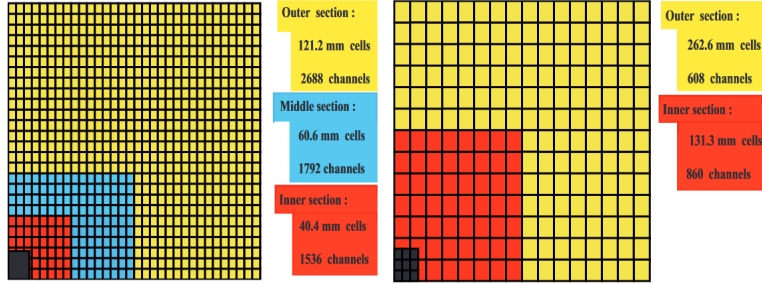 Outer section :
121.2 mm cells
2688 channels
Middle section :
60.6 mm cells
1792 channels
Inner section :
40.4 mm cells
1536 channels
Outer section :
262.6 mm cells
608 channels
Inner section :
131.3 mm cells
860 channels